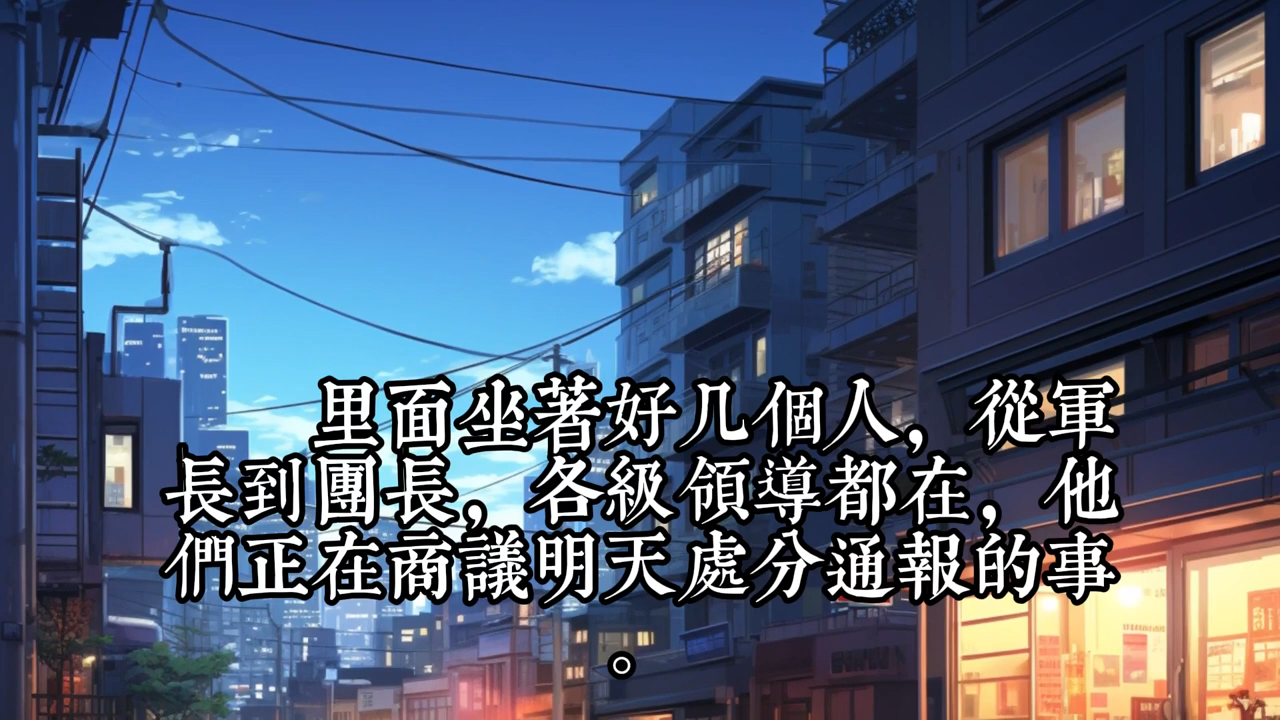 里面坐著好几個人，從軍
長到團長，各級領導都在，他
們正在商議明天處分通報的事
。